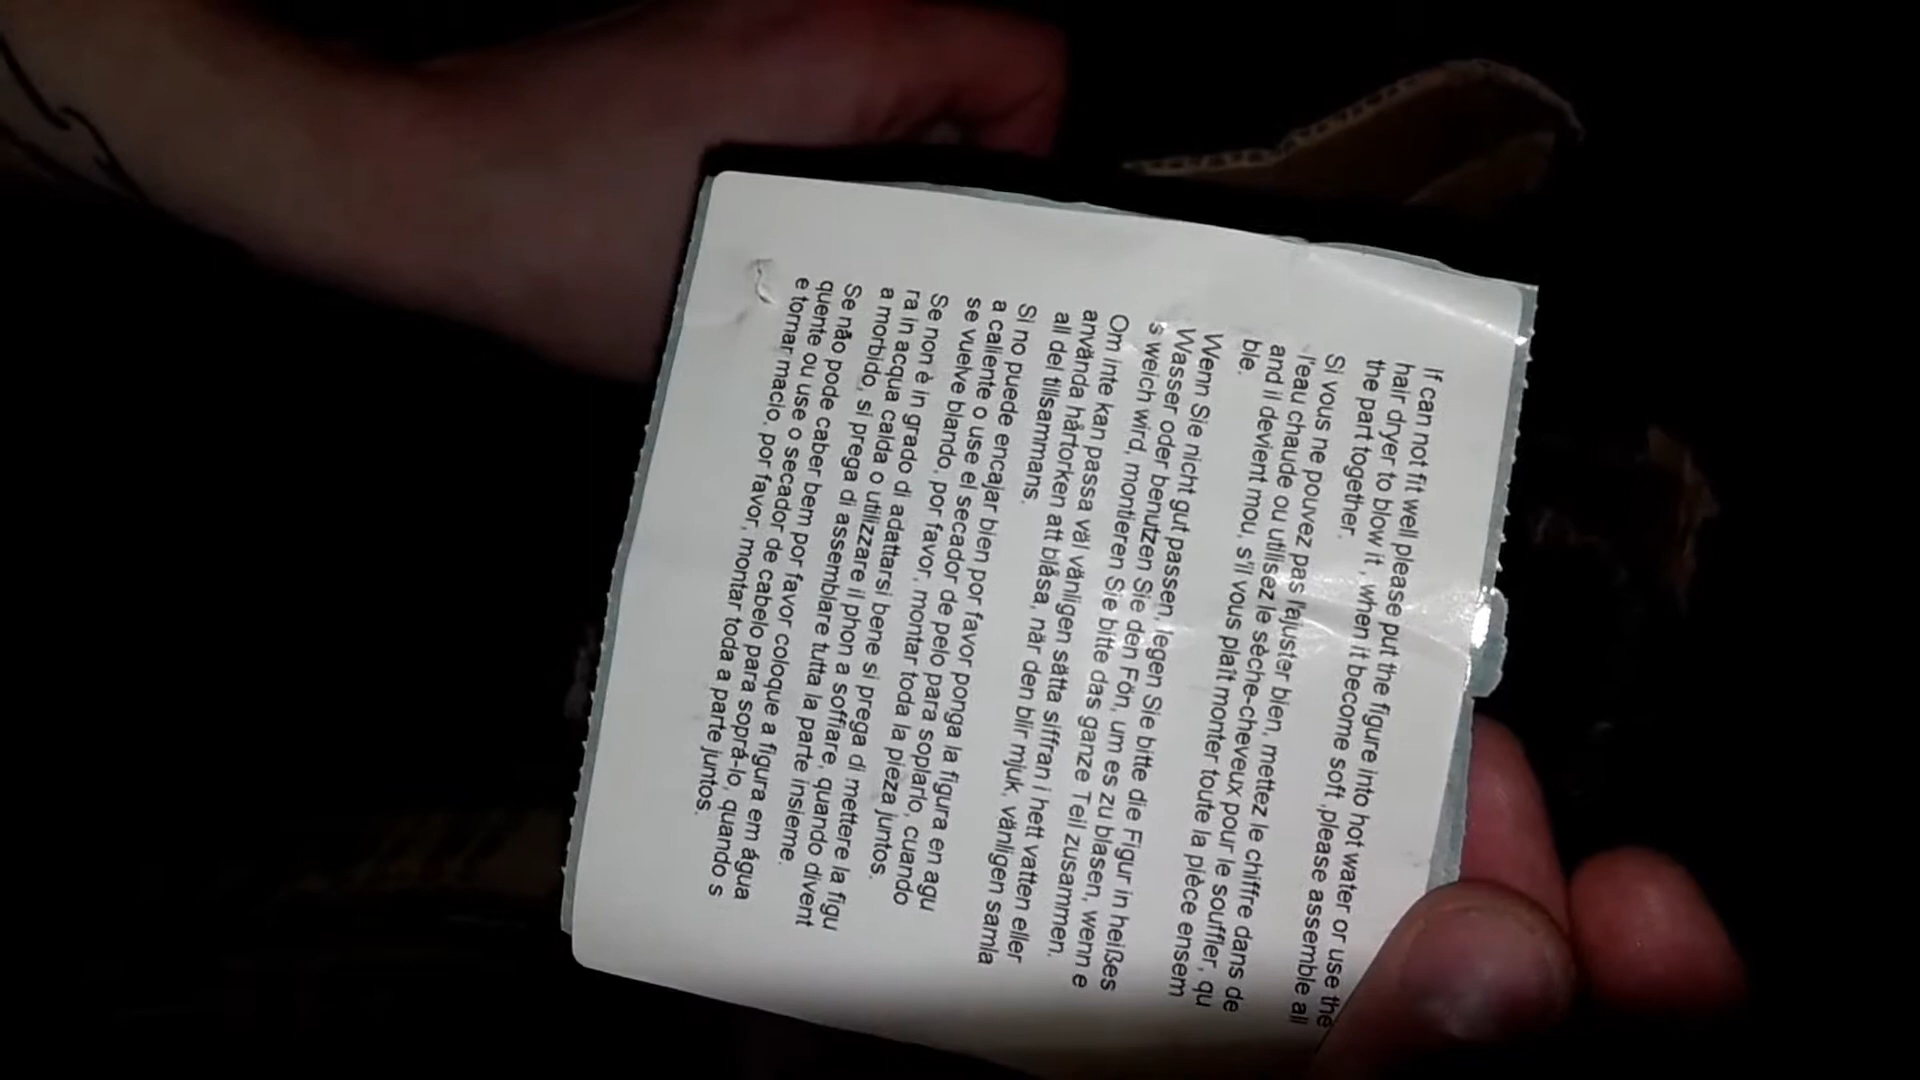 If can not fit well please put the figure into hot water or use the
hair dryer to blow it , when it become soft ,please assemble all
the part together.
Si vous ne pouvez pas l'ajuster bien, mettez le chiffre dans de
l'eau chaude ou utilisez le sèche-cheveux pour le souffler, qu
and il devient mou, s'il vous plaît monter toute la pièce ensem
ble.
Wenn Sie nicht gut passen, legen Sie bitte die Figur in heißes
Wasser oder benutzen Sie den Fön, um es zu blasen, wenn e
s weich wird, montieren Sie bitte das ganze Teil zusammen.
Om inte kan passa väl vänligen sätta siffran i hett vatten eller
använda hårtorken att blåsa, när den blir mjuk, vänligen samla
all del tillsammans.
Si no puede encajar bien por favor ponga la figura en agu
a caliente o use el secador de pelo para soplarlo, cuando
se vuelve blando, por favor, montar toda la pieza juntos.
Se non è in grado di adattarsi bene si prega di mettere la figu
ra in acqua calda o utilizzare il phon a soffiare, quando divent
a morbido, si prega di assemblare tutta la parte insieme.
Se não pode caber bem por favor coloque a figura em água
quente ou use o secador de cabelo para soprá-lo, quando s
e tornar macio, por favor, montar toda a parte juntos.